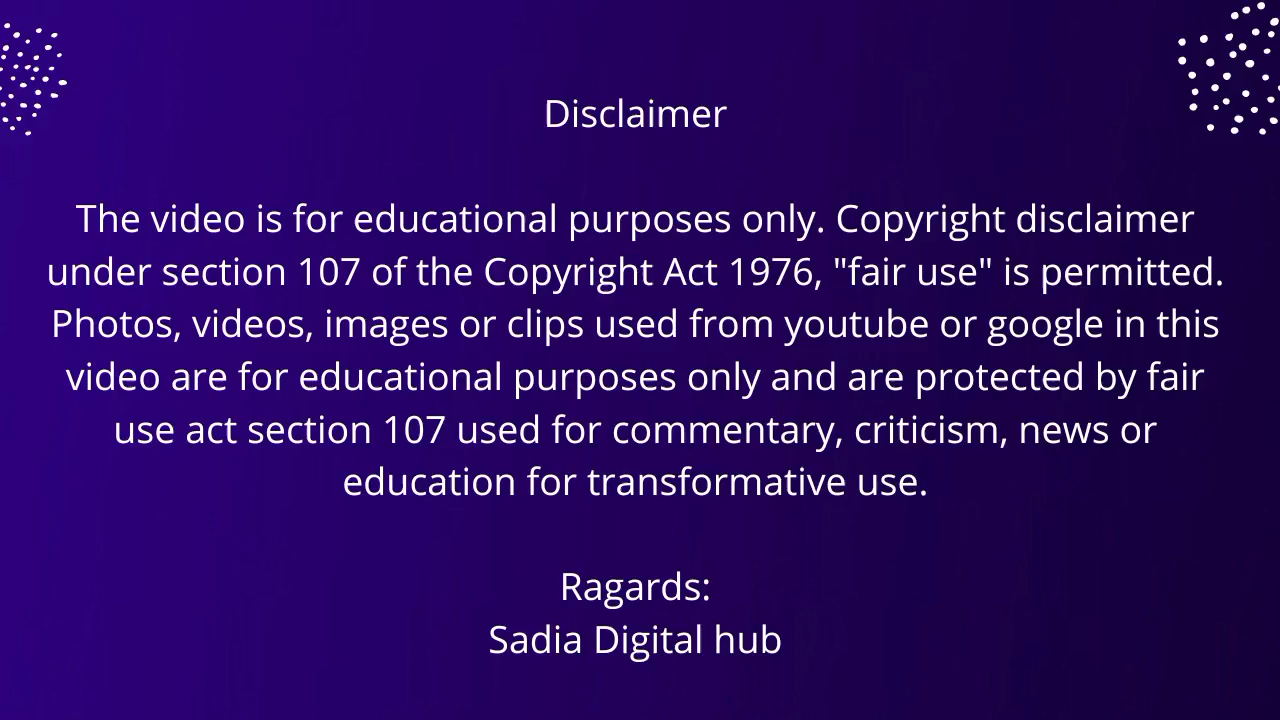 Disclaimer
The video is for educational purposes only. Copyright disclaimer
under section 107 of the Copyright Act 1976, "fair use" is permitted.
Photos, videos, images or clips used from youtube or google in this
video are for educational purposes only and are protected by fair
use act section 107 used for commentary, criticism, news or
education for transformative use.
Ragards:
Sadia Digital hub